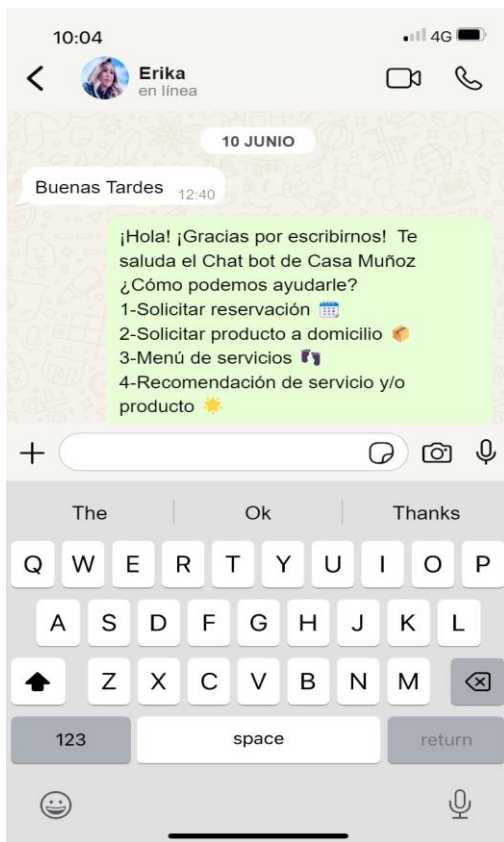 10:04
4G
Erika
en línea
10 JUNIO
Buenas Tardes 12:40
¡Hola! ¡Gracias por escribirnos! Te
saluda el Chat bot de Casa Muñoz
¿Cómo podemos ayudarle?
1-Solicitar reservación
2-Solicitar producto a domicilio
3-Menú de servicios
4-Recomendación de servicio y/o
producto
The Ok Thanks
Q W E R T Y U I O P
A S D F G H J K L
Z X C V B N M
123 space return